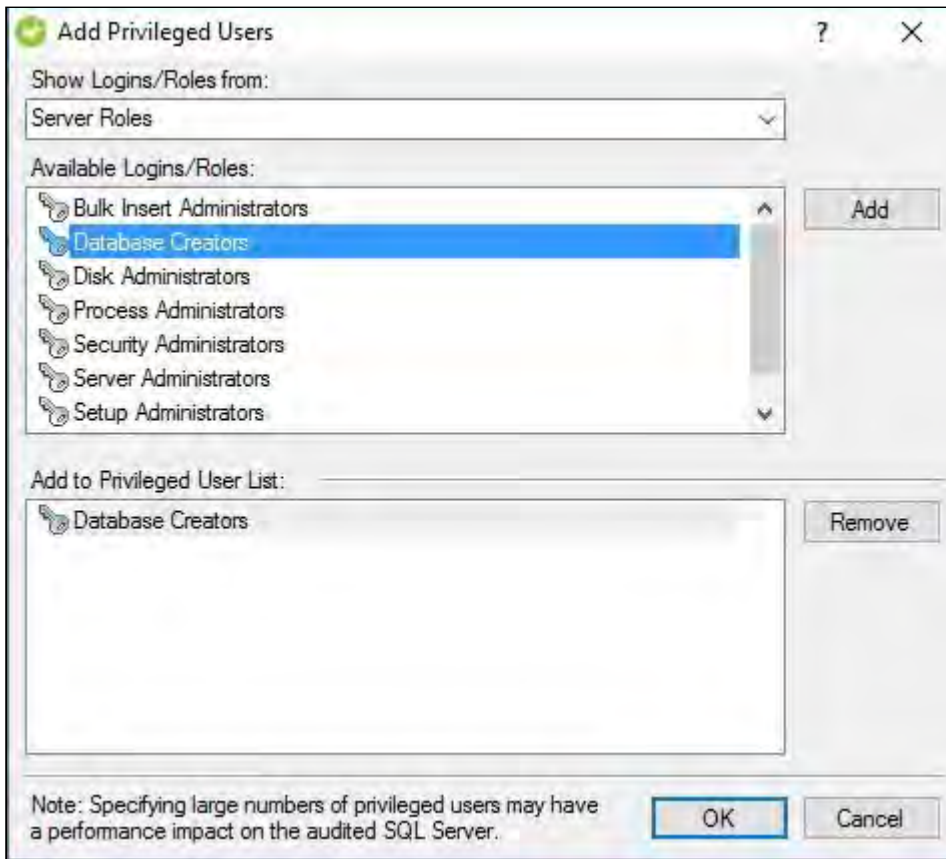 Add Privileged Users
?
Show Logins/Roles from:
Server Roles
Available Logins/Roles:
Bulk Insert Administrators
Add
Database Creators
Disk Administrators
Process Administrators
Security Administrators
Server Administrators
Setup Administrators
Add to Privileged User List:
Database Creators
Remove
Note: Specifying large numbers of privileged users may have
a performance impact on the audited SQL Server.
OK
Cancel